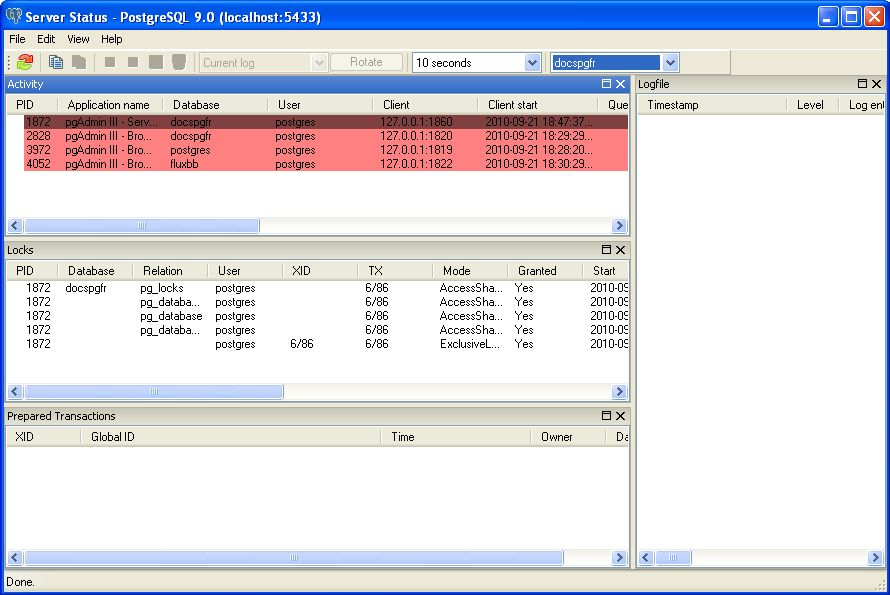 Server Status - PostgreSQL 9.0 (localhost:5433)
File Edit View Help
Current log Rotate 10 seconds docspgfr
Activity
PID Application name Database User Client Client start Que
1872 pgAdmin III - Serv... docspgfr postgres 127.0.0.1:1860 2010-09-21 18:47:37...
2828 pgAdmin III - Bro... docspgfr postgres 127.0.0.1:1820 2010-09-21 18:29:29...
3972 pgAdmin III - Bro... postgres postgres 127.0.0.1:1819 2010-09-21 18:28:20...
4052 pgAdmin III - Bro... fluxbb postgres 127.0.0.1:1822 2010-09-21 18:30:29...
Locks
PID Database Relation User XID TX Mode Granted Start
1872 docspgfr pg_locks postgres 6/86 AccessSha... Yes 2010-09
1872 pg_databa... postgres 6/86 AccessSha... Yes 2010-09
1872 pg_database postgres 6/86 AccessSha... Yes 2010-09
1872 pg_databa... postgres 6/86 AccessSha... Yes 2010-09
1872 postgres 6/86 6/86 ExclusiveL... Yes 2010-09
Prepared Transactions
XID Global ID Time Owner Da
Logfile
Timestamp Level Log ent
Done.